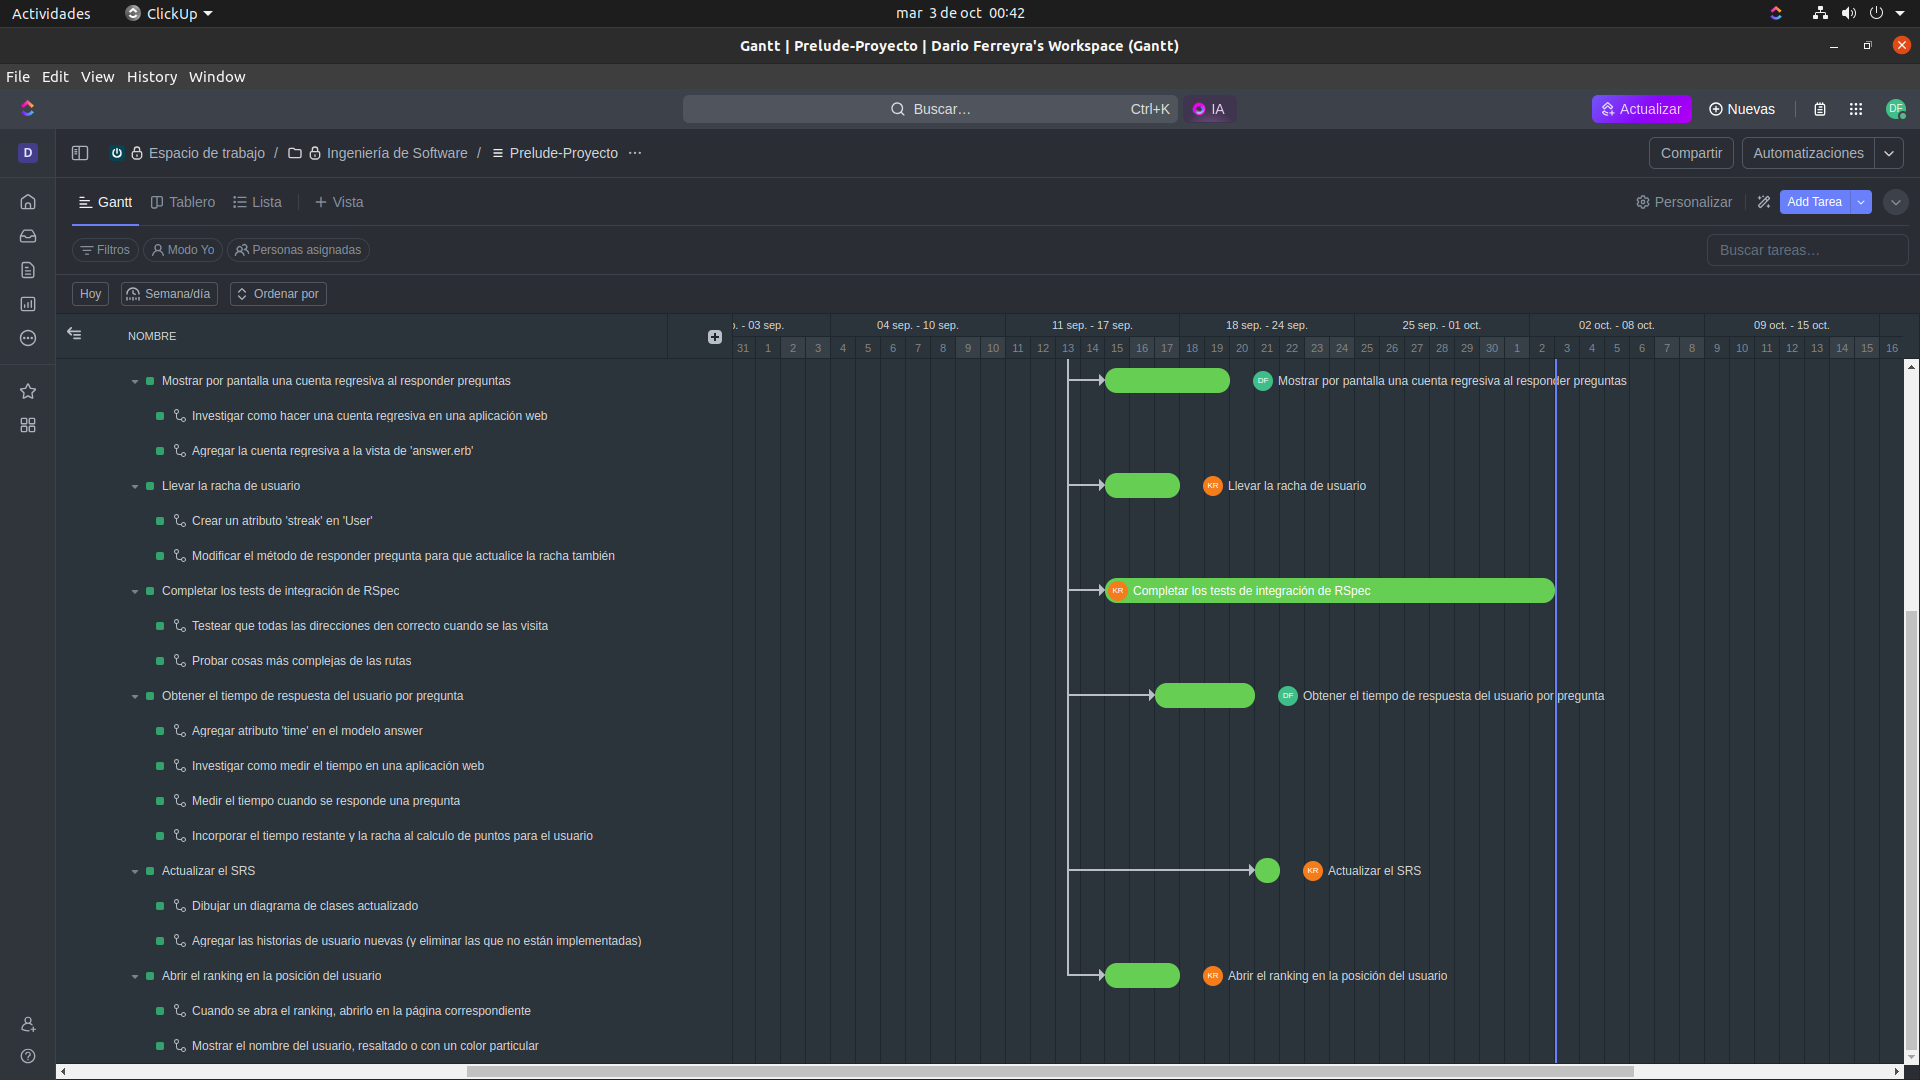 Actividades ClickUp mar 3 de oct 00:42
Gantt | Prelude-Proyecto | Dario Ferreyra's Workspace (Gantt)
File Edit View History Window
Buscar… Ctrl+K IA Actualizar Nuevas DF
D Espacio de trabajo / Ingeniería de Software / Prelude-Proyecto ... Compartir Automatizaciones
Gantt Tablero Lista + Vista Personalizar Add Tarea
Filtros Modo Yo Personas asignadas Buscar tareas…
Hoy Semana/día Ordenar por
NOMBRE
- 03 sep. 04 sep. - 10 sep. 11 sep. - 17 sep. 18 sep. - 24 sep. 25 sep. - 01 oct. 02 oct. - 08 oct. 09 oct. - 15 oct.
31 1 2 3 4 5 6 7 8 9 10 11 12 13 14 15 16 17 18 19 20 21 22 23 24 25 26 27 28 29 30 1 2 3 4 5 6 7 8 9 10 11 12 13 14 15 16
Mostrar por pantalla una cuenta regresiva al responder preguntas DF Mostrar por pantalla una cuenta regresiva al responder preguntas
Investigar como hacer una cuenta regresiva en una aplicación web
Agregar la cuenta regresiva a la vista de 'answer.erb'
Llevar la racha de usuario KR Llevar la racha de usuario
Crear un atributo 'streak' en 'User'
Modificar el método de responder pregunta para que actualice la racha también
Completar los tests de integración de RSpec KR Completar los tests de integración de RSpec
Testear que todas las direcciones den correcto cuando se las visita
Probar cosas más complejas de las rutas
Obtener el tiempo de respuesta del usuario por pregunta DF Obtener el tiempo de respuesta del usuario por pregunta
Agregar atributo 'time' en el modelo answer
Investigar como medir el tiempo en una aplicación web
Medir el tiempo cuando se responde una pregunta
Incorporar el tiempo restante y la racha al calculo de puntos para el usuario
Actualizar el SRS KR Actualizar el SRS
Dibujar un diagrama de clases actualizado
Agregar las historias de usuario nuevas (y eliminar las que no están implementadas)
Abrir el ranking en la posición del usuario KR Abrir el ranking en la posición del usuario
Cuando se abra el ranking, abrirlo en la página correspondiente
Mostrar el nombre del usuario, resaltado o con un color particular